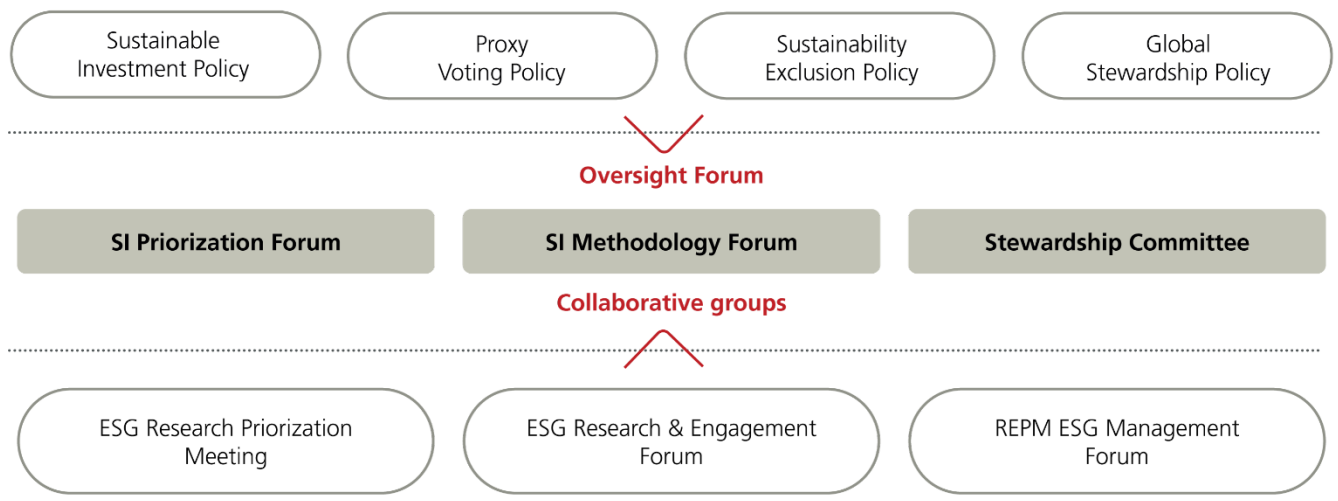 Sustainable
Investment Policy
Proxy
Voting Policy
Sustainability
Exclusion Policy
Global
Stewardship Policy
Oversight Forum
SI Priorization Forum
SI Methodology Forum
Stewardship Committee
Collaborative groups
ESG Research Priorization
Meeting
ESG Research & Engagement
Forum
REPM ESG Management
Forum